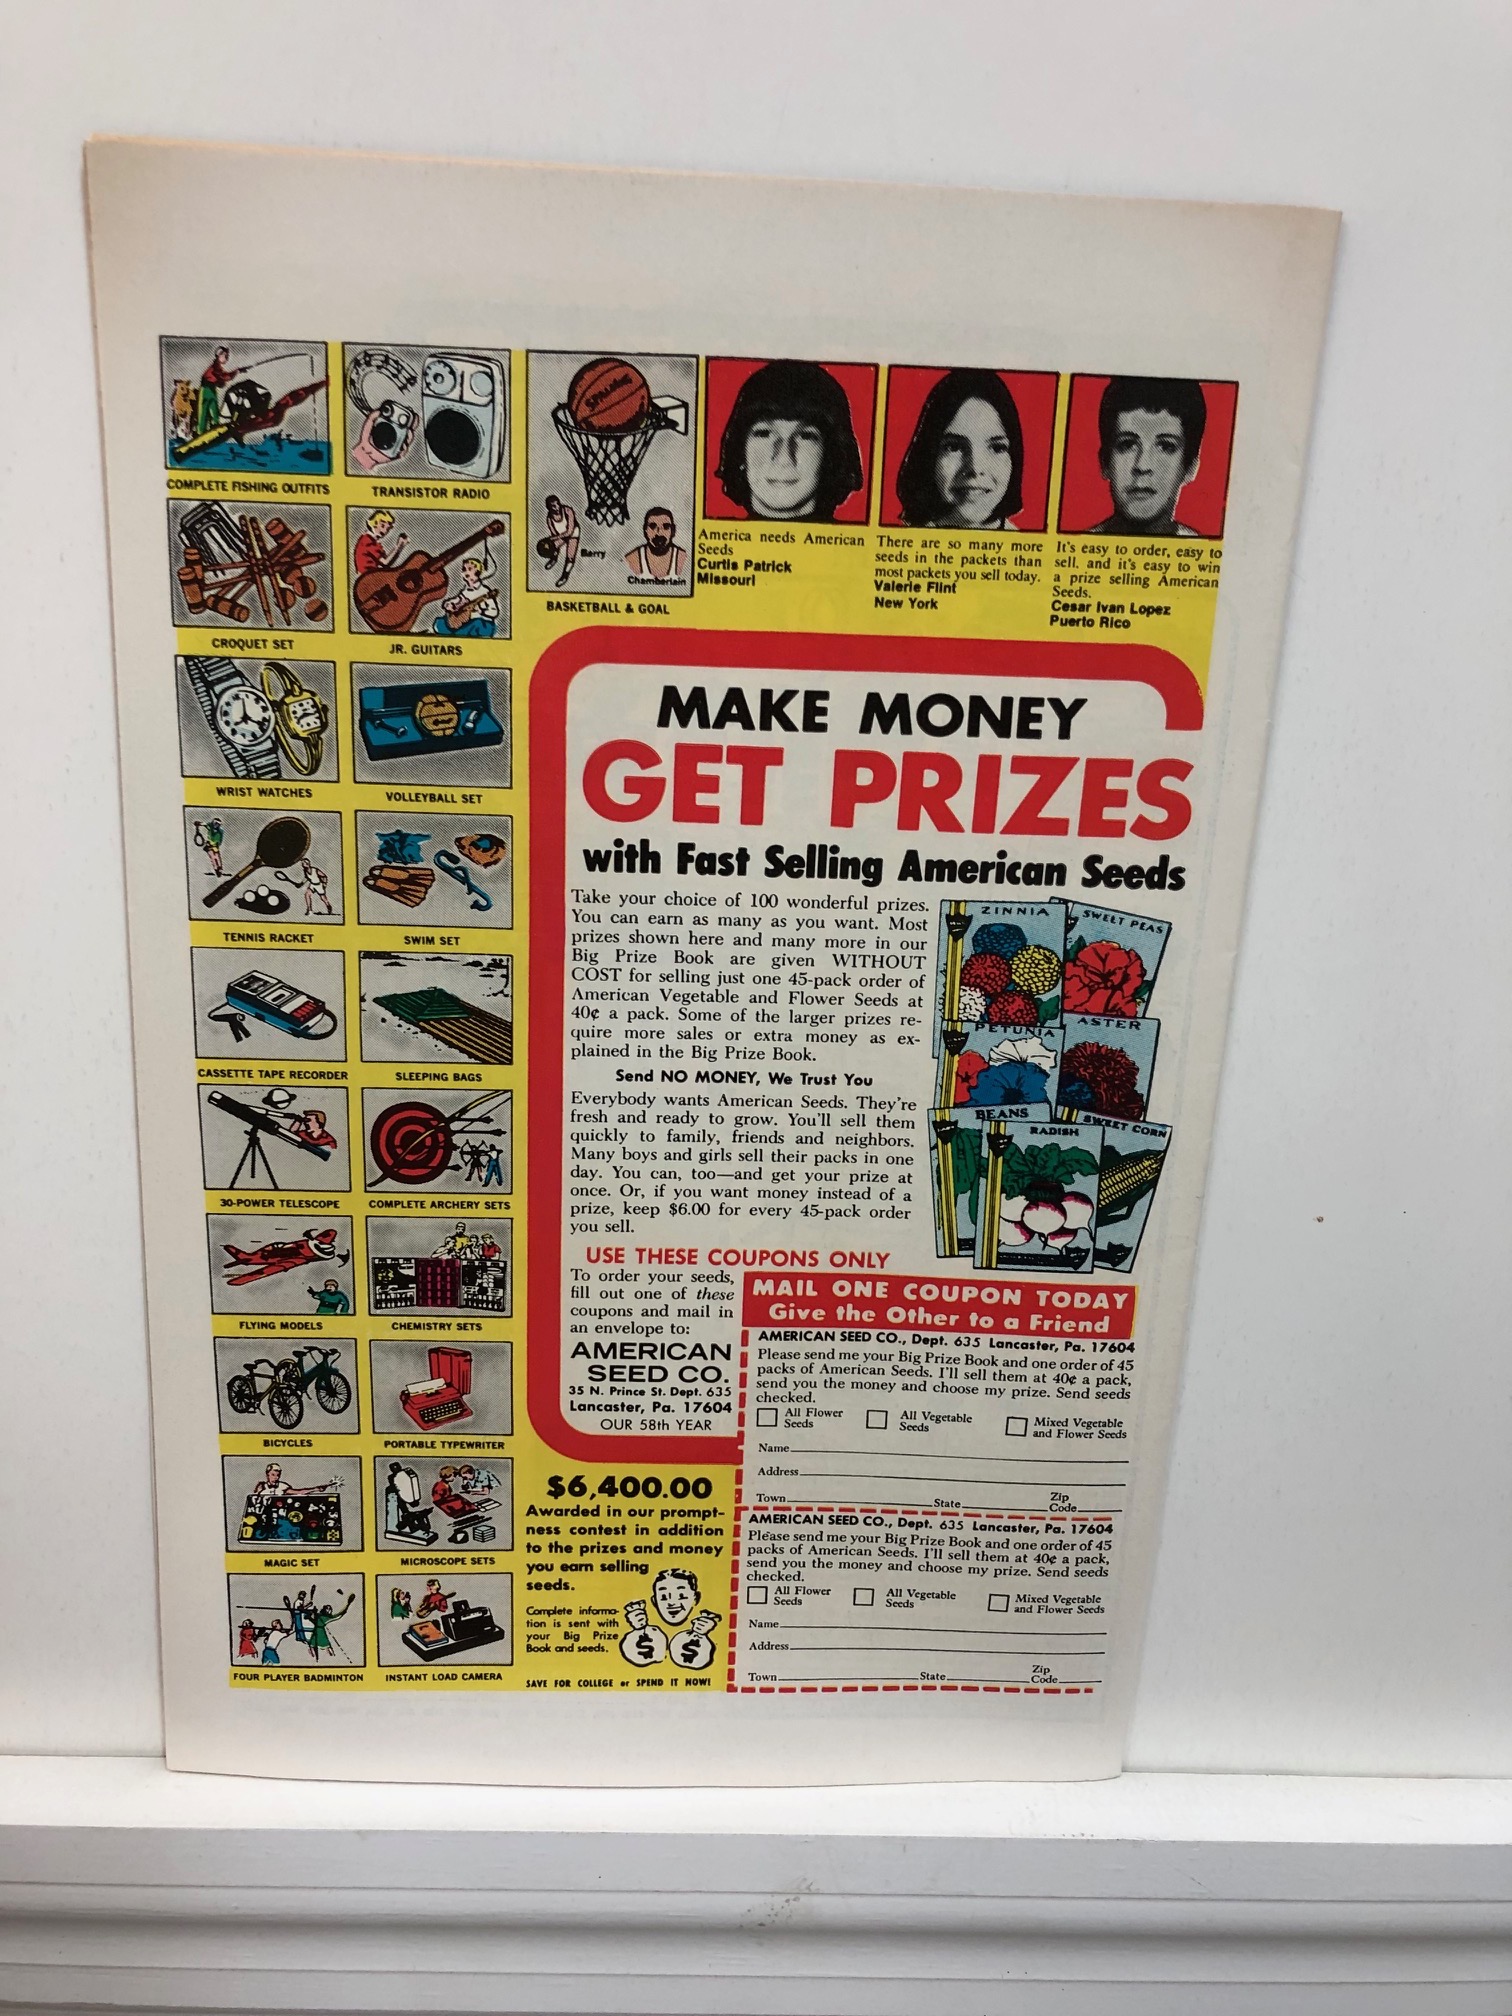 COMPLETE FISHING OUTFITS
TRANSISTOR RADIO
CROQUET SET
JR. GUITARS
WRIST WATCHES
VOLLEYBALL SET
TENNIS RACKET
SWIM SET
CASSETTE TAPE RECORDER
SLEEPING BAGS
30-POWER TELESCOPE
COMPLETE ARCHERY SETS
FLYING MODELS
CHEMISTRY SETS
BICYCLES
PORTABLE TYPEWRITER
MAGIC SET
MICROSCOPE SETS
FOUR PLAYER BADMINTON
INSTANT LOAD CAMERA
SPALDING
Barry
Chamberlain
BASKETBALL & GOAL
America needs American
Seeds
Curtis Patrick
Missouri
There are so many more
seeds in the packets than
most packets you sell today.
Valerie Flint
New York
It's easy to order, easy to
sell, and it's easy to win
a prize selling American
Seeds.
Cesar Ivan Lopez
Puerto Rico
MAKE MONEY
GET PRIZES
with Fast Selling American Seeds
Take your choice of 100 wonderful prizes.
You can earn as many as you want. Most
prizes shown here and many more in our
Big Prize Book are given WITHOUT
COST for selling just one 45-pack order of
American Vegetable and Flower Seeds at
40¢ a pack. Some of the larger prizes re-
quire more sales or extra money as ex-
plained in the Big Prize Book.
Send NO MONEY, We Trust You
Everybody wants American Seeds. They're
fresh and ready to grow. You'll sell them
quickly to family, friends and neighbors.
Many boys and girls sell their packs in one
day. You can, too—and get your prize at
once. Or, if you want money instead of a
prize, keep $6.00 for every 45-pack order
you sell.
ZINNIA
SWEET PEAS
PETUNIA
ASTER
BEANS
RADISH
SWEET CORN
USE THESE COUPONS ONLY
To order your seeds,
fill out one of these
coupons and mail in
an envelope to:
AMERICAN
SEED CO.
35 N. Prince St. Dept. 635
Lancaster, Pa. 17604
OUR 58th YEAR
MAIL ONE COUPON TODAY
Give the Other to a Friend
AMERICAN SEED CO., Dept. 635 Lancaster, Pa. 17604
Please send me your Big Prize Book and one order of 45
packs of American Seeds. I'll sell them at 40¢ a pack,
send you the money and choose my prize. Send seeds
checked.
All Flower
Seeds
All Vegetable
Seeds
Mixed Vegetable
and Flower Seeds
Name
Address
Town State Zip
Code
AMERICAN SEED CO., Dept. 635 Lancaster, Pa. 17604
Please send me your Big Prize Book and one order of 45
packs of American Seeds. I'll sell them at 40¢ a pack,
send you the money and choose my prize. Send seeds
checked.
All Flower
Seeds
All Vegetable
Seeds
Mixed Vegetable
and Flower Seeds
Name
Address
Town State Zip
Code
$6,400.00
Awarded in our prompt-
ness contest in addition
to the prizes and money
you earn selling
seeds.
Complete informa-
tion is sent with
your Big Prize
Book and seeds.
$ $
SAVE FOR COLLEGE or SPEND IT NOW!